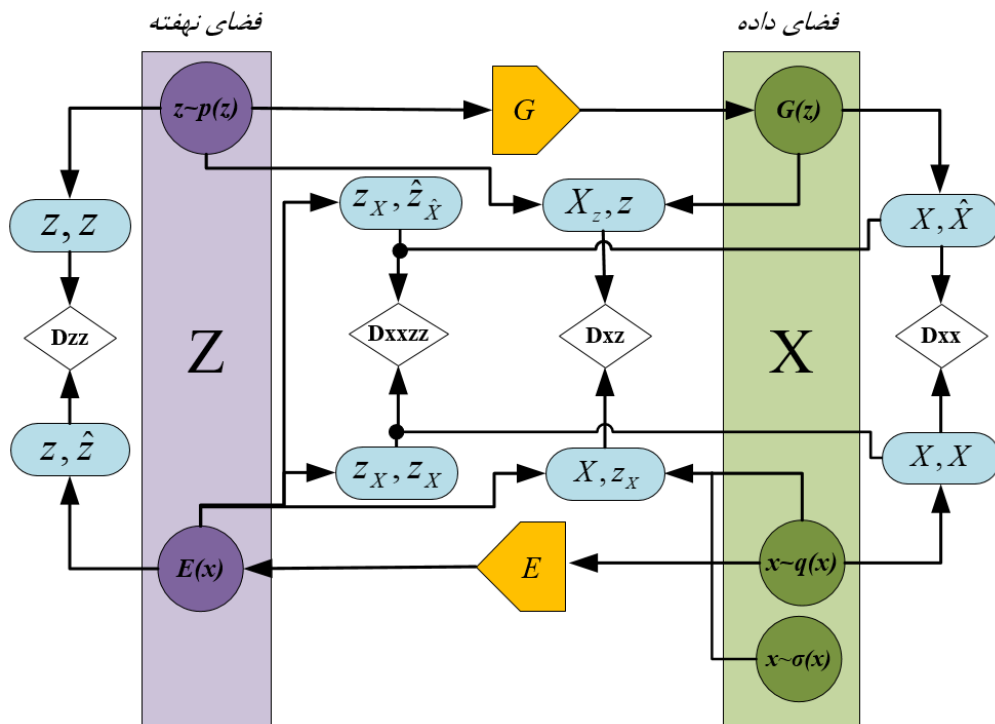 فضای نهفته
فضای داده
z~p(z)
G
G(z)
z, z
z_X, ẑ_X̂
X_z, z
X, X̂
Dzz
Z
Dxxzz
Dxz
X
Dxx
z, ẑ
z_X, z_X
X, z_X
X, X
E(x)
E
x~q(x)
x~σ(x)